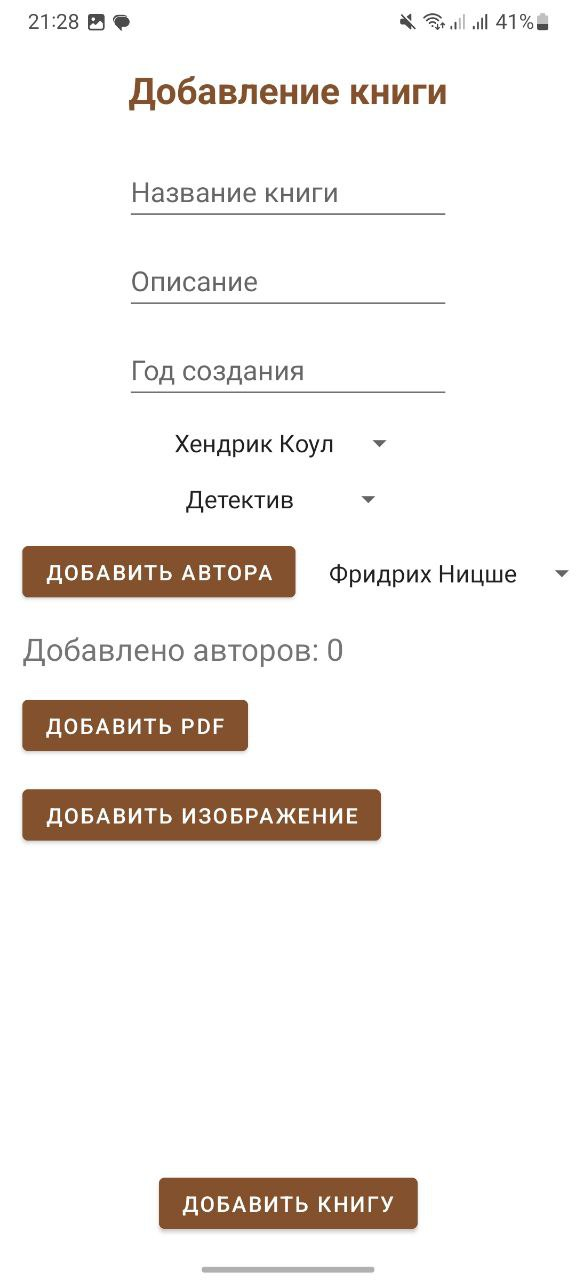 21:28 41%
Добавление книги
Название книги
Описание
Год создания
Хендрик Коул
Детектив
ДОБАВИТЬ АВТОРА Фридрих Ницше
Добавлено авторов: 0
ДОБАВИТЬ PDF
ДОБАВИТЬ ИЗОБРАЖЕНИЕ
ДОБАВИТЬ КНИГУ